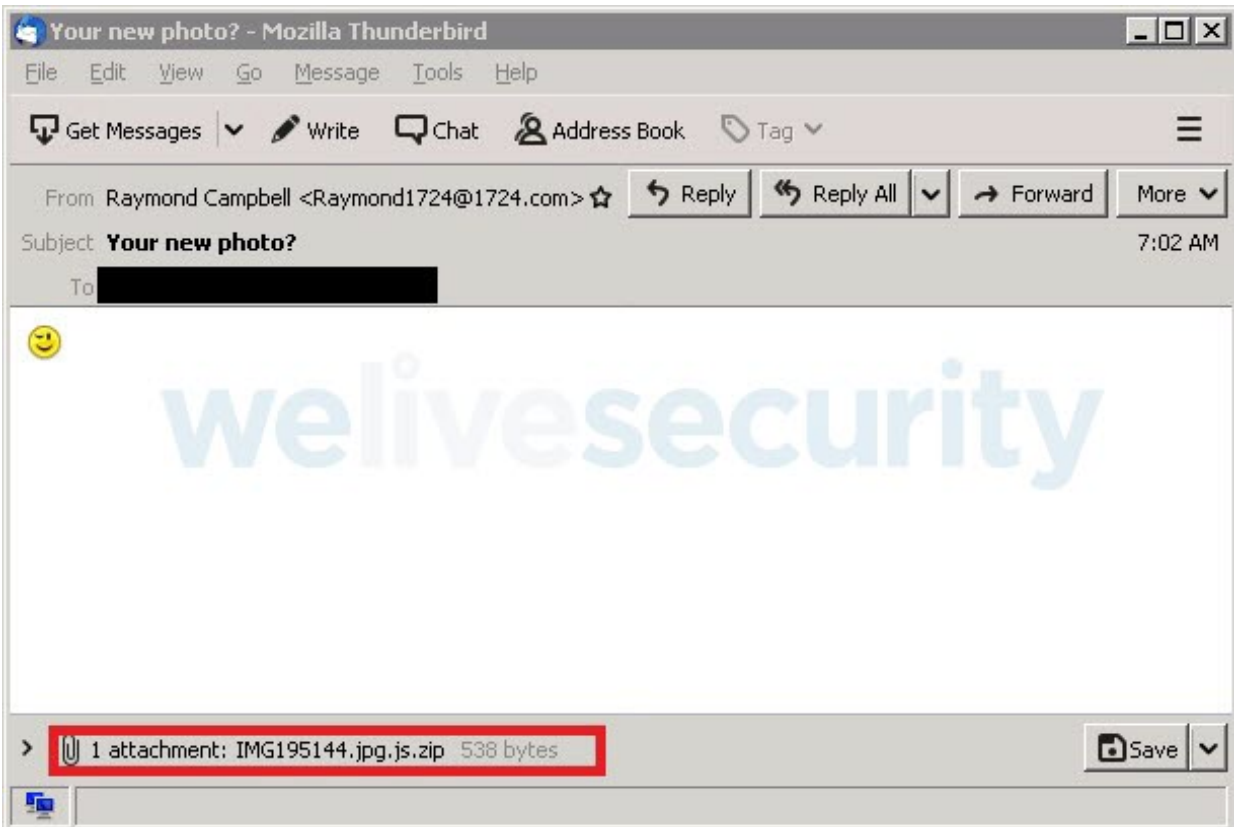 Your new photo? - Mozilla Thunderbird
File Edit View Go Message Tools Help
Get Messages Write Chat Address Book Tag
From Raymond Campbell <Raymond1724@1724.com> Reply Reply All Forward More
Subject Your new photo? 7:02 AM
To
welivesecurity
1 attachment: IMG195144.jpg.js.zip 538 bytes Save